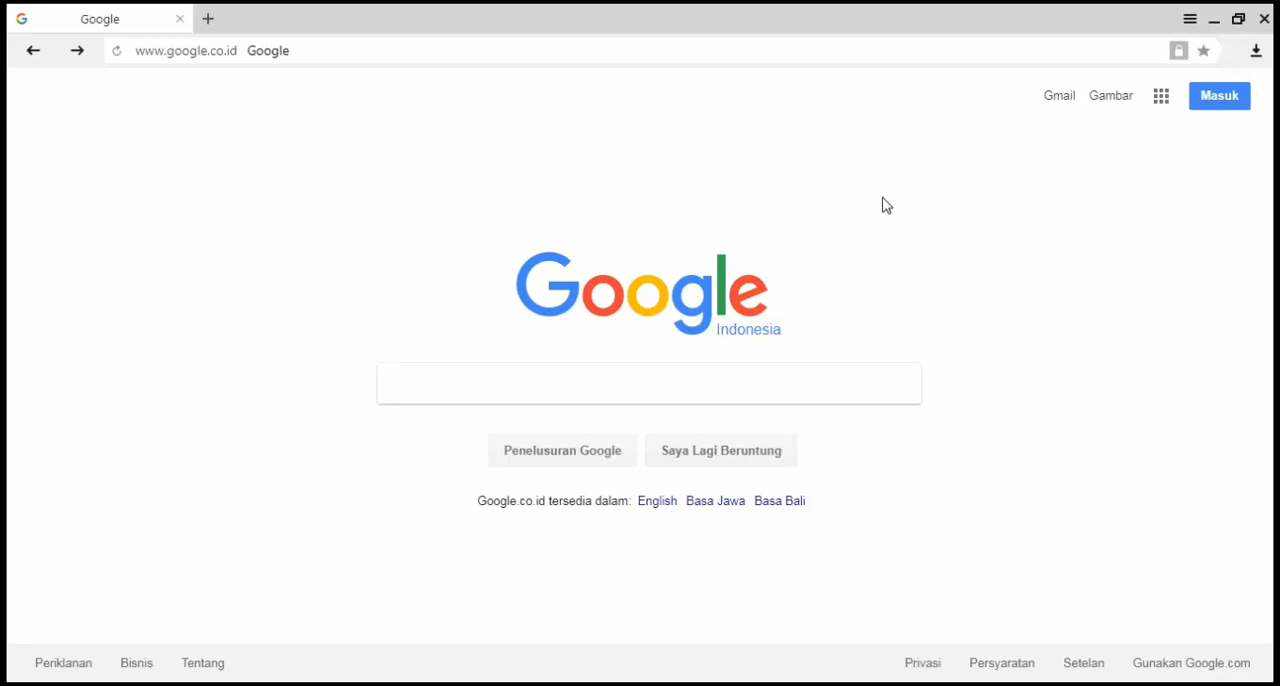 Google
www.google.co.id Google
Gmail Gambar Masuk
Google
Indonesia
Penelusuran Google Saya Lagi Beruntung
Google.co.id tersedia dalam: English Basa Jawa Basa Bali
Periklanan Bisnis Tentang Privasi Persyaratan Setelan Gunakan Google.com